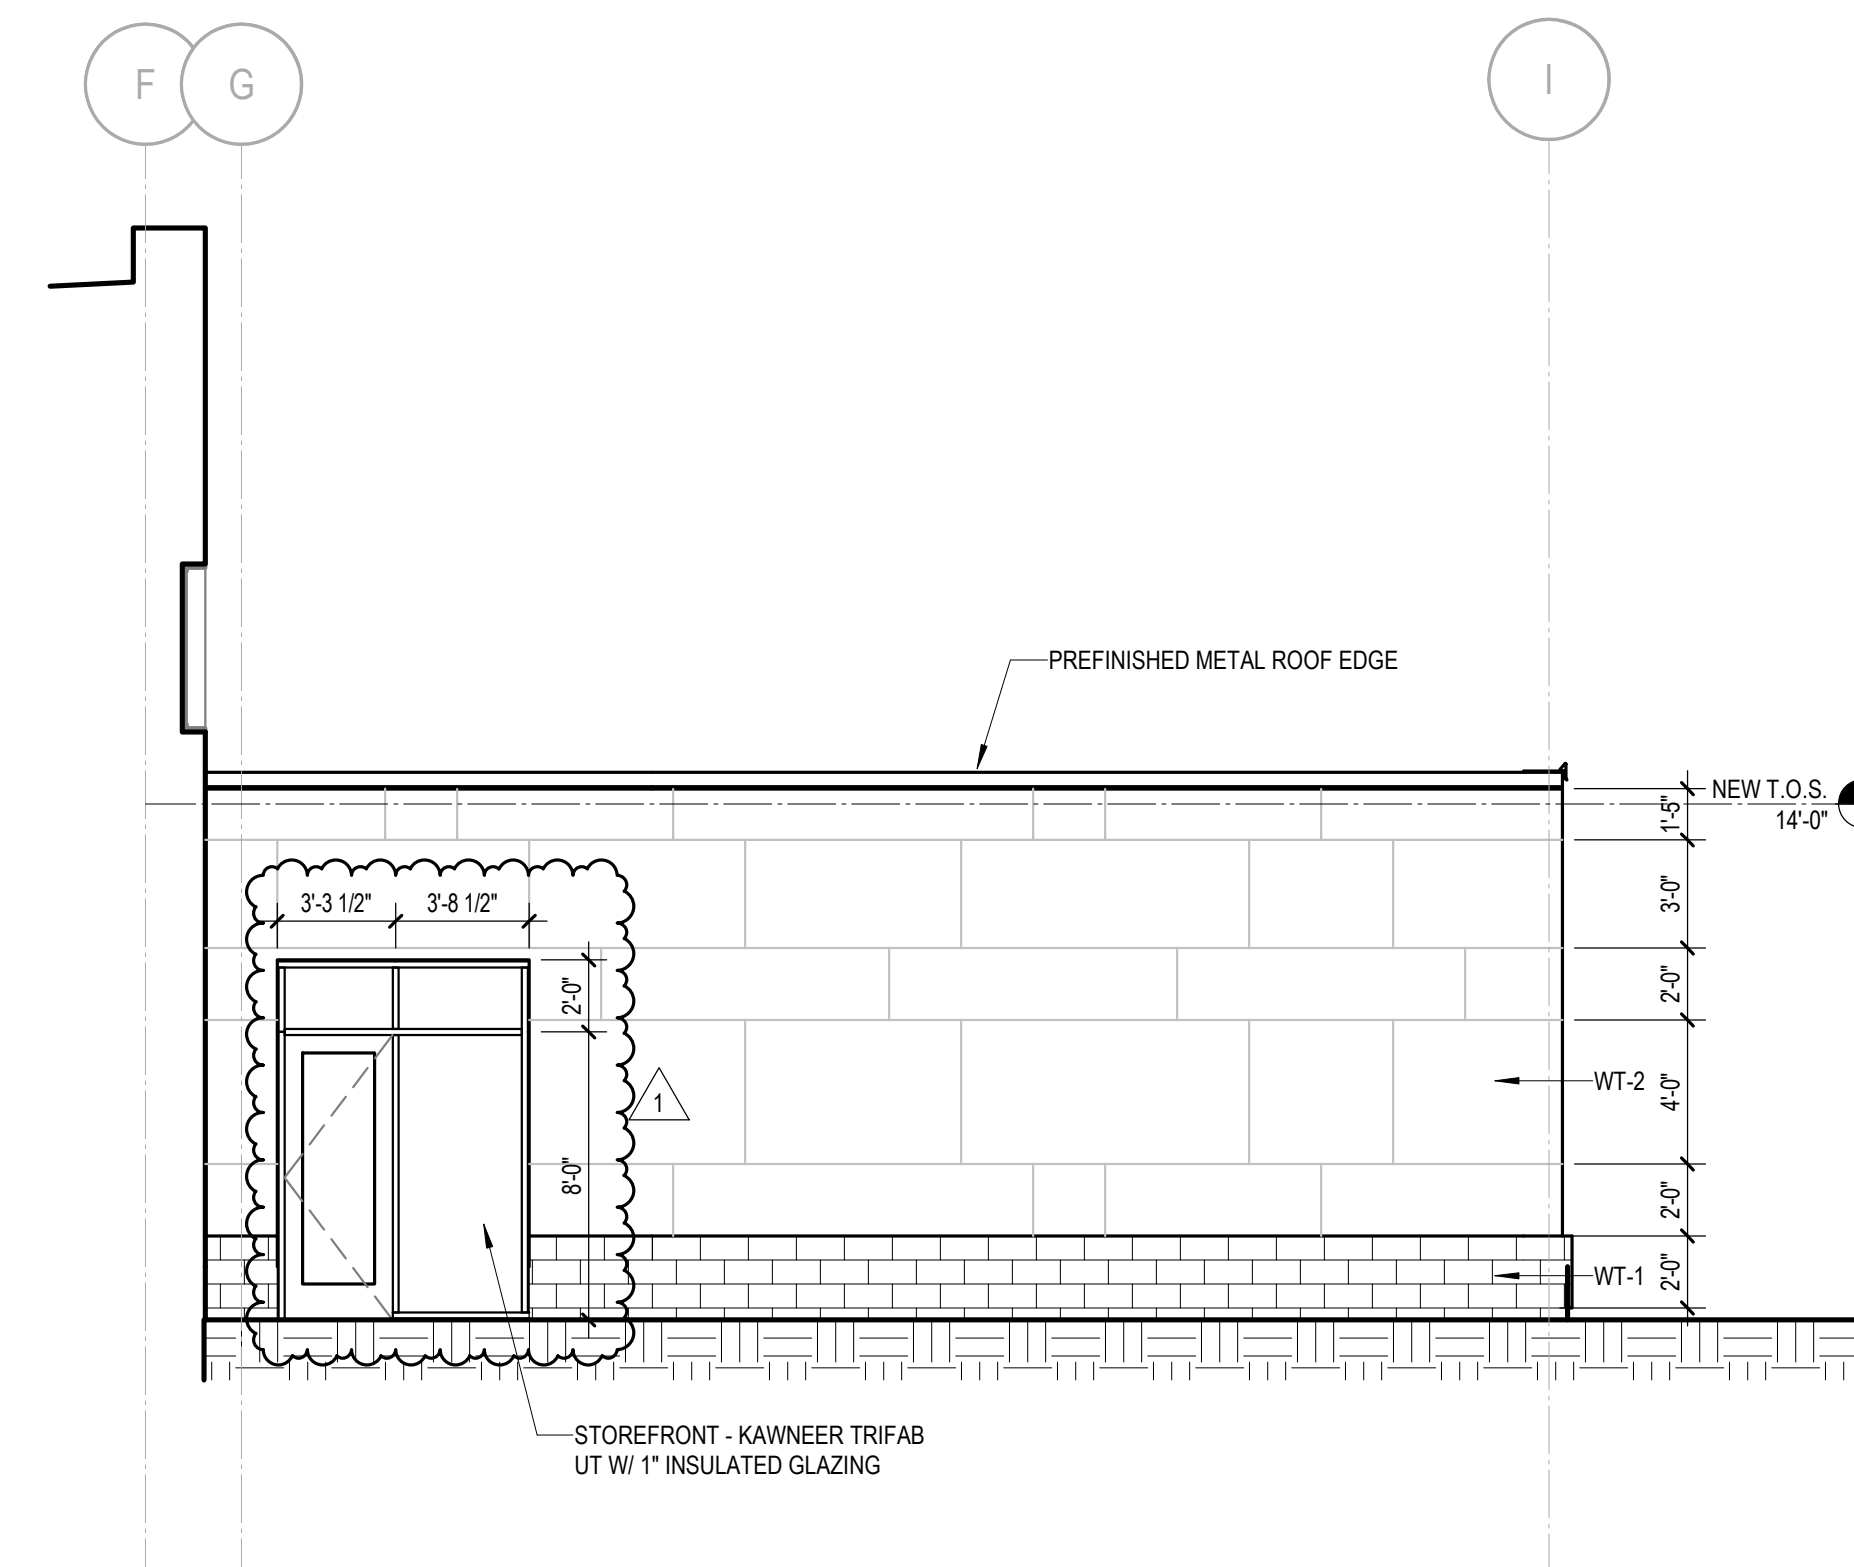 F
G
I
PREFINISHED METAL ROOF EDGE
NEW T.O.S.
14'-0"
1'-5"
3'-0"
2'-0"
4'-0"
2'-0"
2'-0"
3'-3 1/2"
3'-8 1/2"
2'-0"
8'-0"
1
WT-2
WT-1
STOREFRONT - KAWNEER TRIFAB
UT W/ 1" INSULATED GLAZING